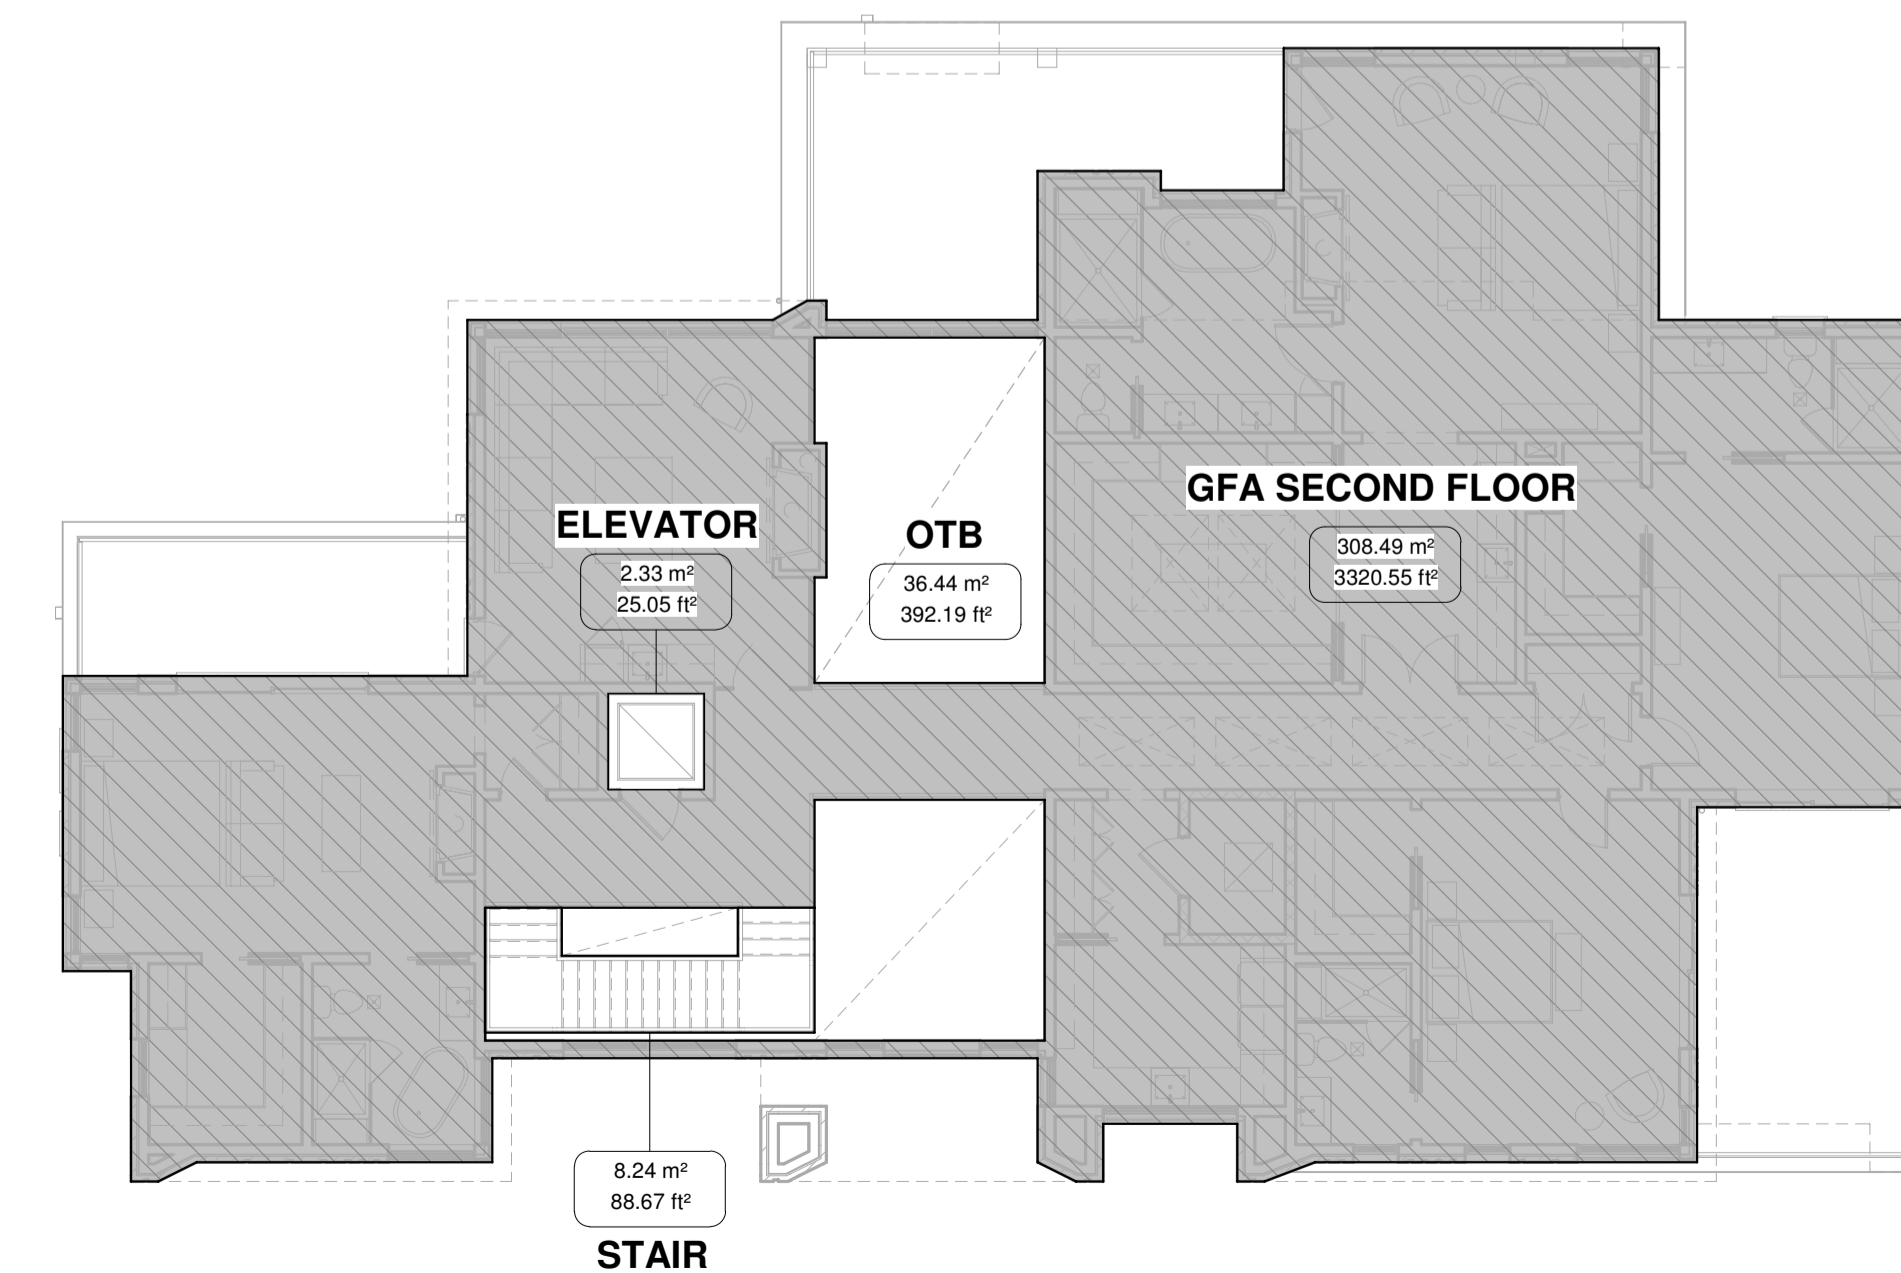 GFA SECOND FLOOR
308.49 m²
3320.55 ft²
ELEVATOR
2.33 m²
25.05 ft²
OTB
36.44 m²
392.19 ft²
8.24 m²
88.67 ft²
STAIR